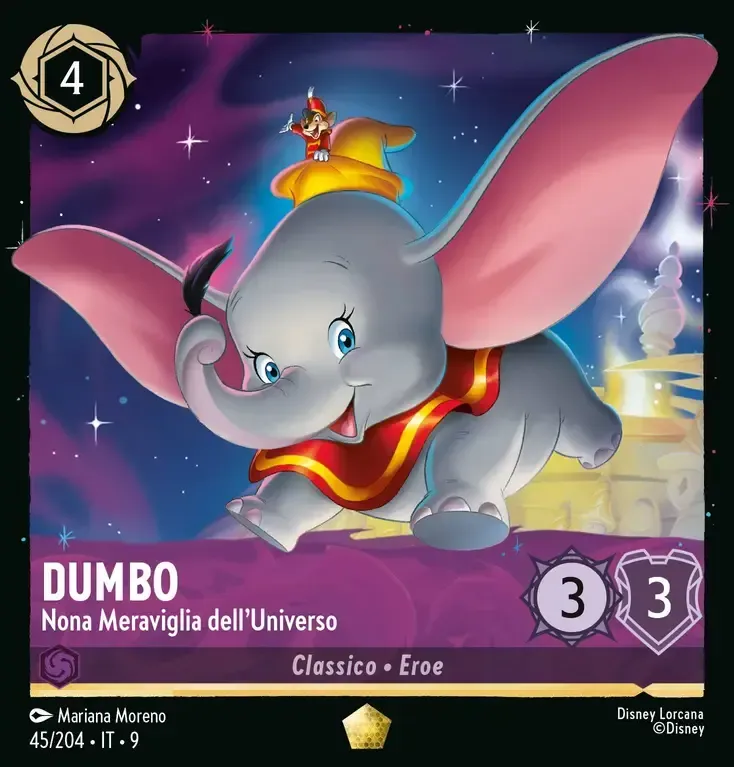 4
DUMBO
Nona Meraviglia dell'Universo
3
3
Classico • Eroe
Mariana Moreno
45/204 • IT • 9
Disney Lorcana
©Disney